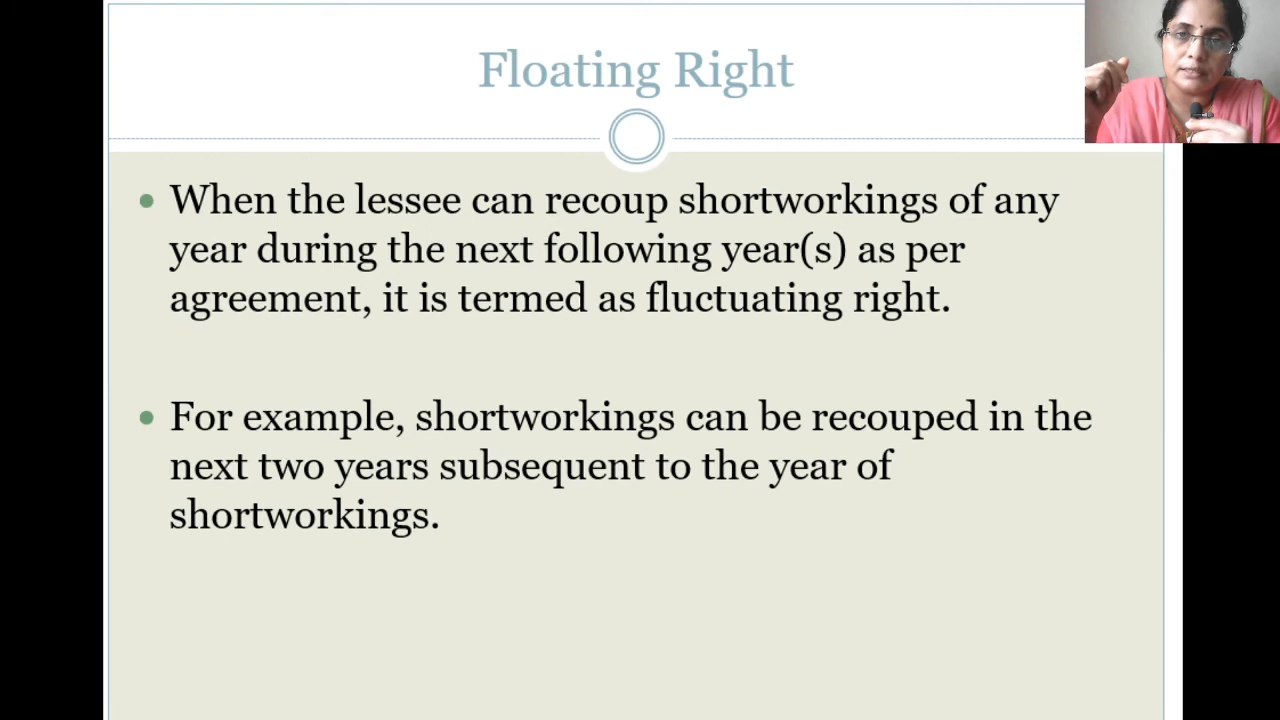 Floating Right
• When the lessee can recoup shortworkings of any
year during the next following year(s) as per
agreement, it is termed as fluctuating right.
• For example, shortworkings can be recouped in the
next two years subsequent to the year of
shortworkings.